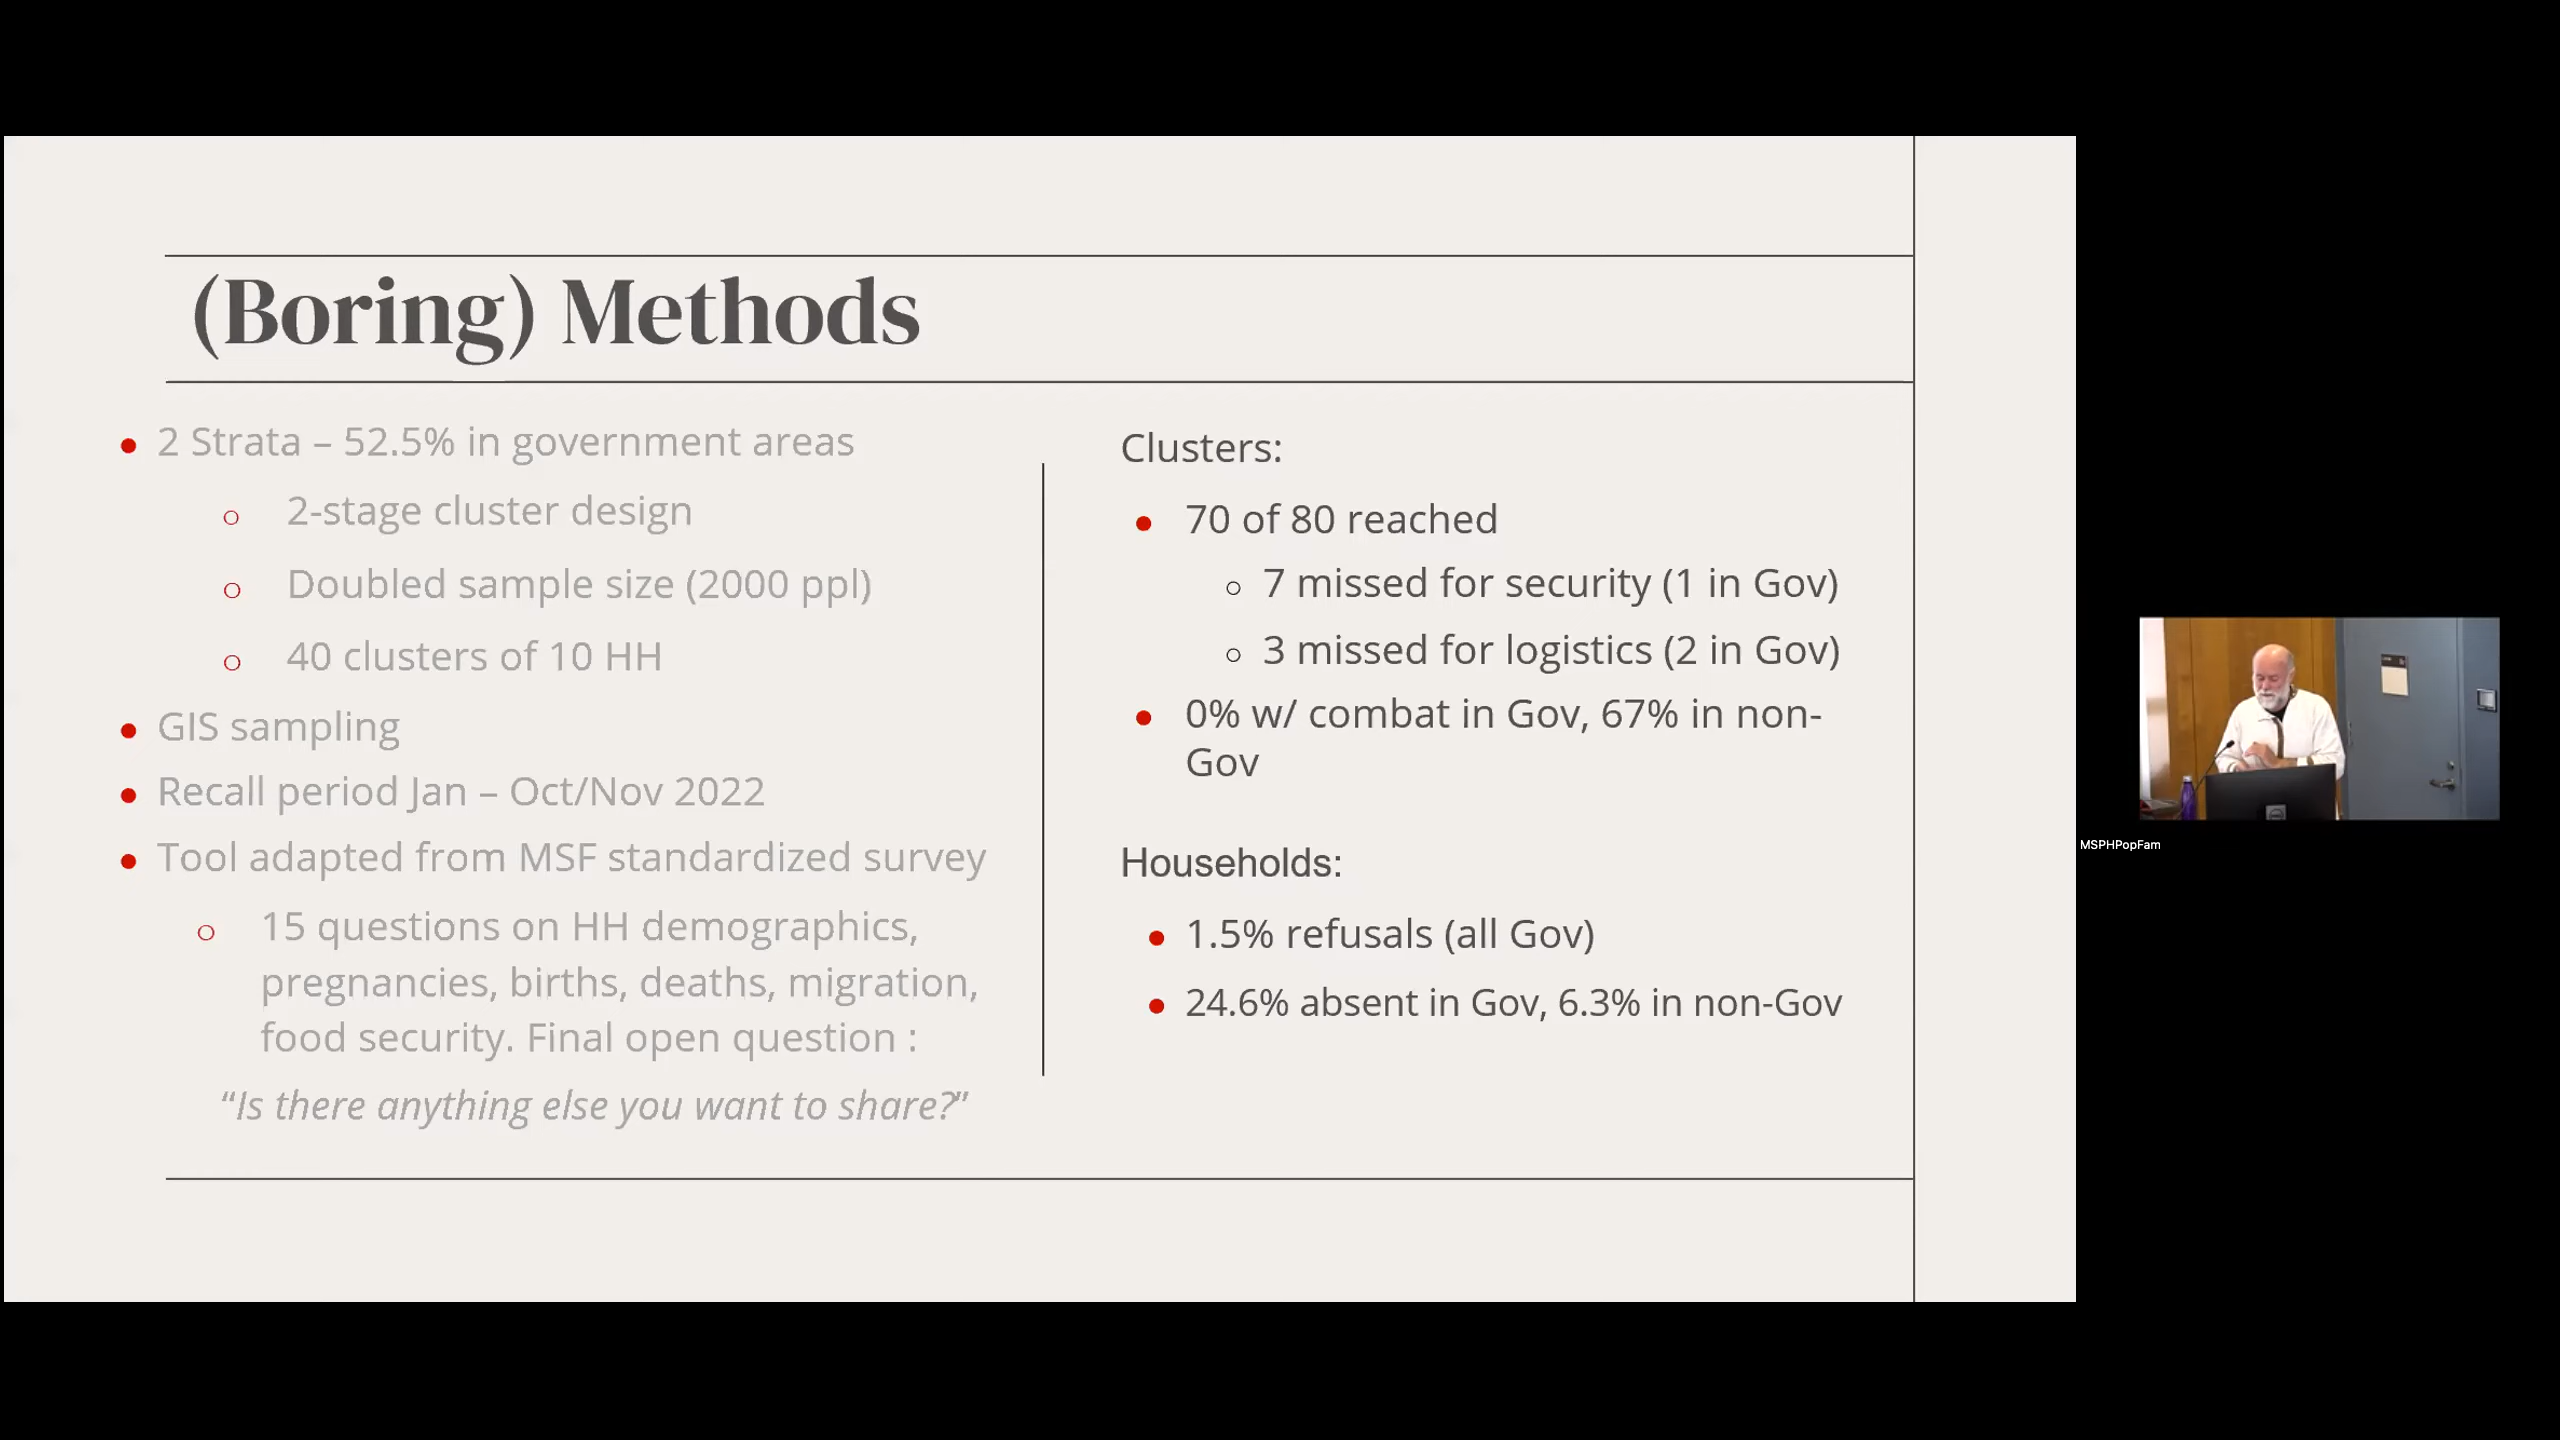 (Boring) Methods
2 Strata – 52.5% in government areas
2-stage cluster design
Doubled sample size (2000 ppl)
40 clusters of 10 HH
GIS sampling
Recall period Jan – Oct/Nov 2022
Tool adapted from MSF standardized survey
15 questions on HH demographics,
pregnancies, births, deaths, migration,
food security. Final open question :
“Is there anything else you want to share?”
Clusters:
70 of 80 reached
7 missed for security (1 in Gov)
3 missed for logistics (2 in Gov)
0% w/ combat in Gov, 67% in non-
Gov
Households:
1.5% refusals (all Gov)
24.6% absent in Gov, 6.3% in non-Gov
MSPHPopFam